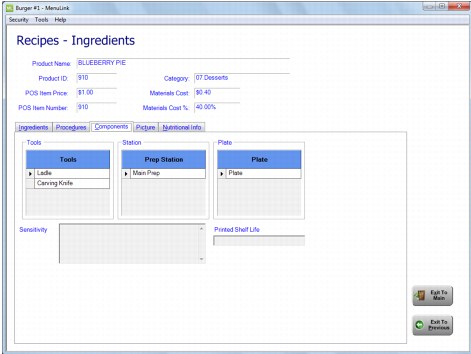 Burger #1 - MenuLink
Security Tools Help
Recipes - Ingredients
Product Name: BLUEBERRY PIE
Product ID: 910 Category: 07 Desserts
POS Item Price: $1.00 Materials Cost: $0.40
POS Item Number: 910 Materials Cost %: 40.00%
Ingredients Procedures Components Picture Nutritional Info
Tools Station Plate
Tools Prep Station Plate
Ladle Main Prep Plate
Carving Knife
Sensitivity Printed Shelf Life
Exit To
Main
Exit To
Previous